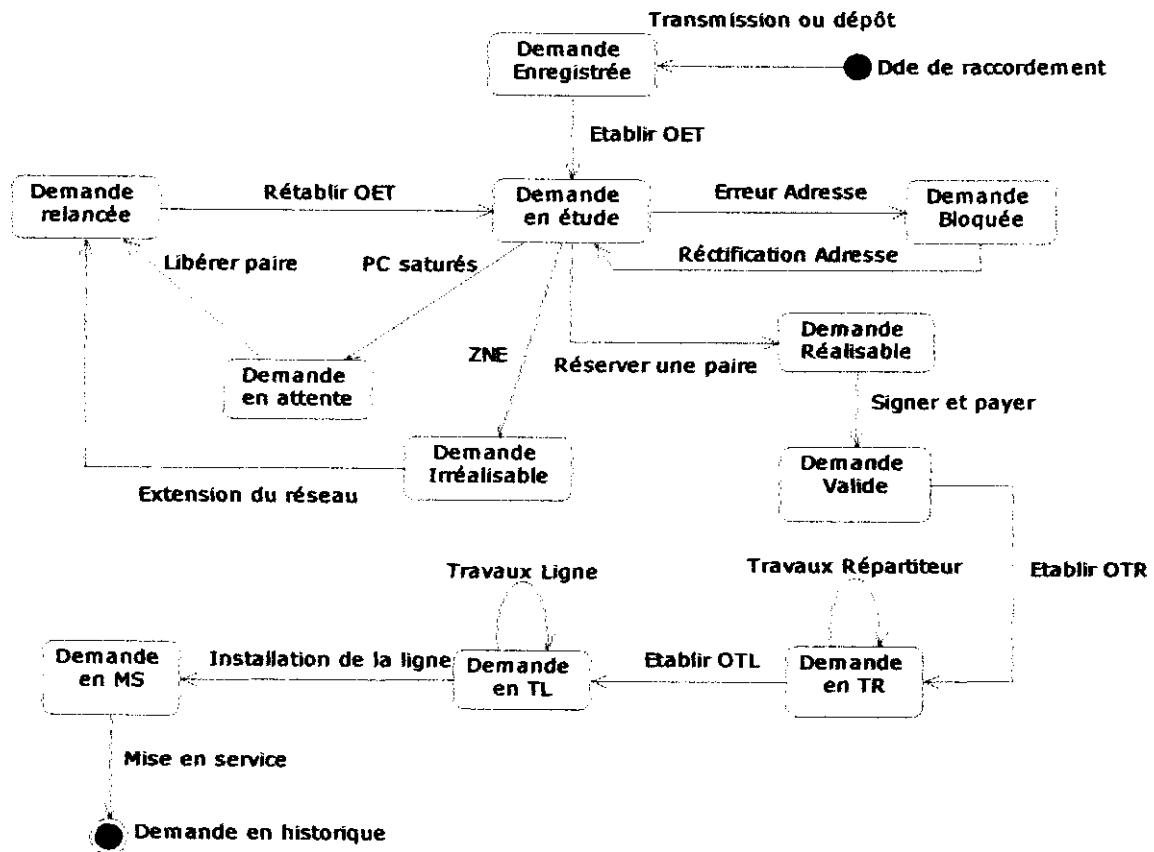 Transmission ou dépôt
Demande
Enregistrée
Dde de raccordement
Etablir OET
Demande
relancée
Rétablir OET
Demande
en étude
Erreur Adresse
Demande
Bloquée
Réctification Adresse
Libérer paire
PC saturés
Demande
en attente
ZNE
Réserver une paire
Demande
Réalisable
Signer et payer
Demande
Irréalisable
Extension du réseau
Demande
Valide
Etablir OTR
Travaux Ligne
Travaux Répartiteur
Demande
en MS
Installation de la ligne
Demande
en TL
Etablir OTL
Demande
en TR
Mise en service
Demande en historique